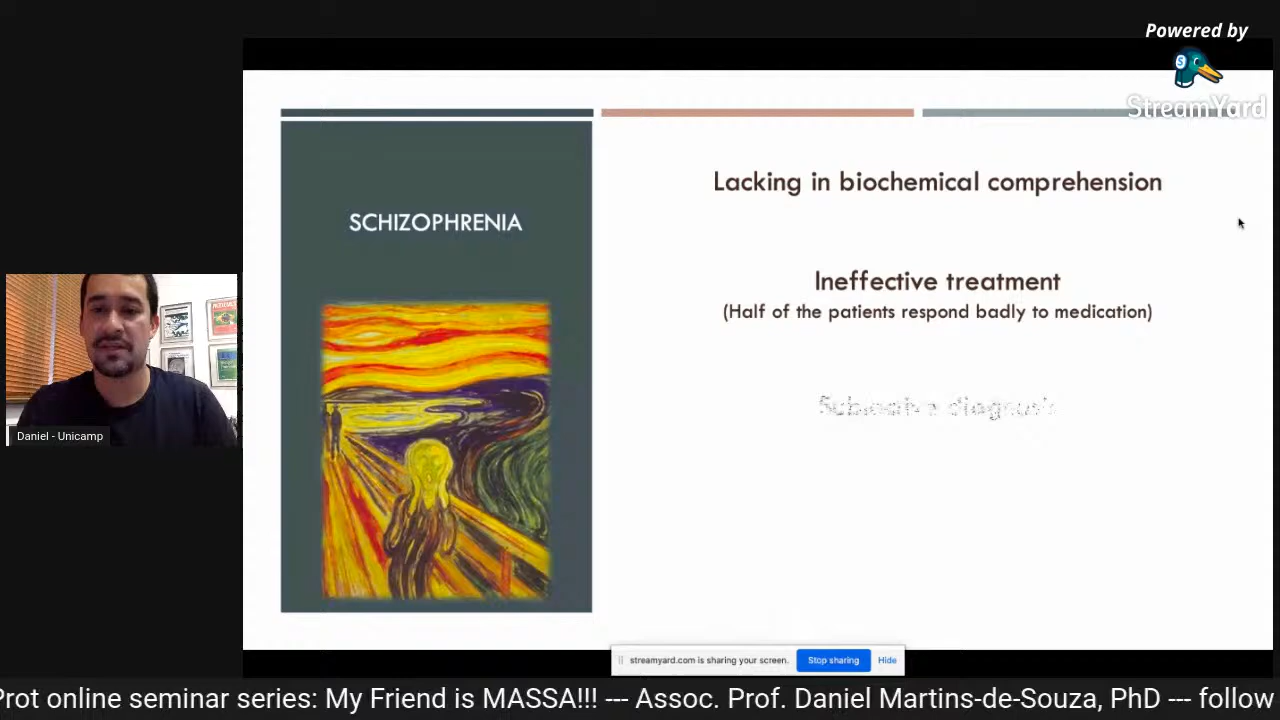 Powered by
StreamYard
Lacking in biochemical comprehension
SCHIZOPHRENIA
Ineffective treatment
(Half of the patients respond badly to medication)
diagnosis
Daniel - Unicamp
streamyard.com is sharing your screen.
Stop sharing
Hide
Prot online seminar series: My Friend is MASSA!!! --- Assoc. Prof. Daniel Martins-de-Souza, PhD --- follow